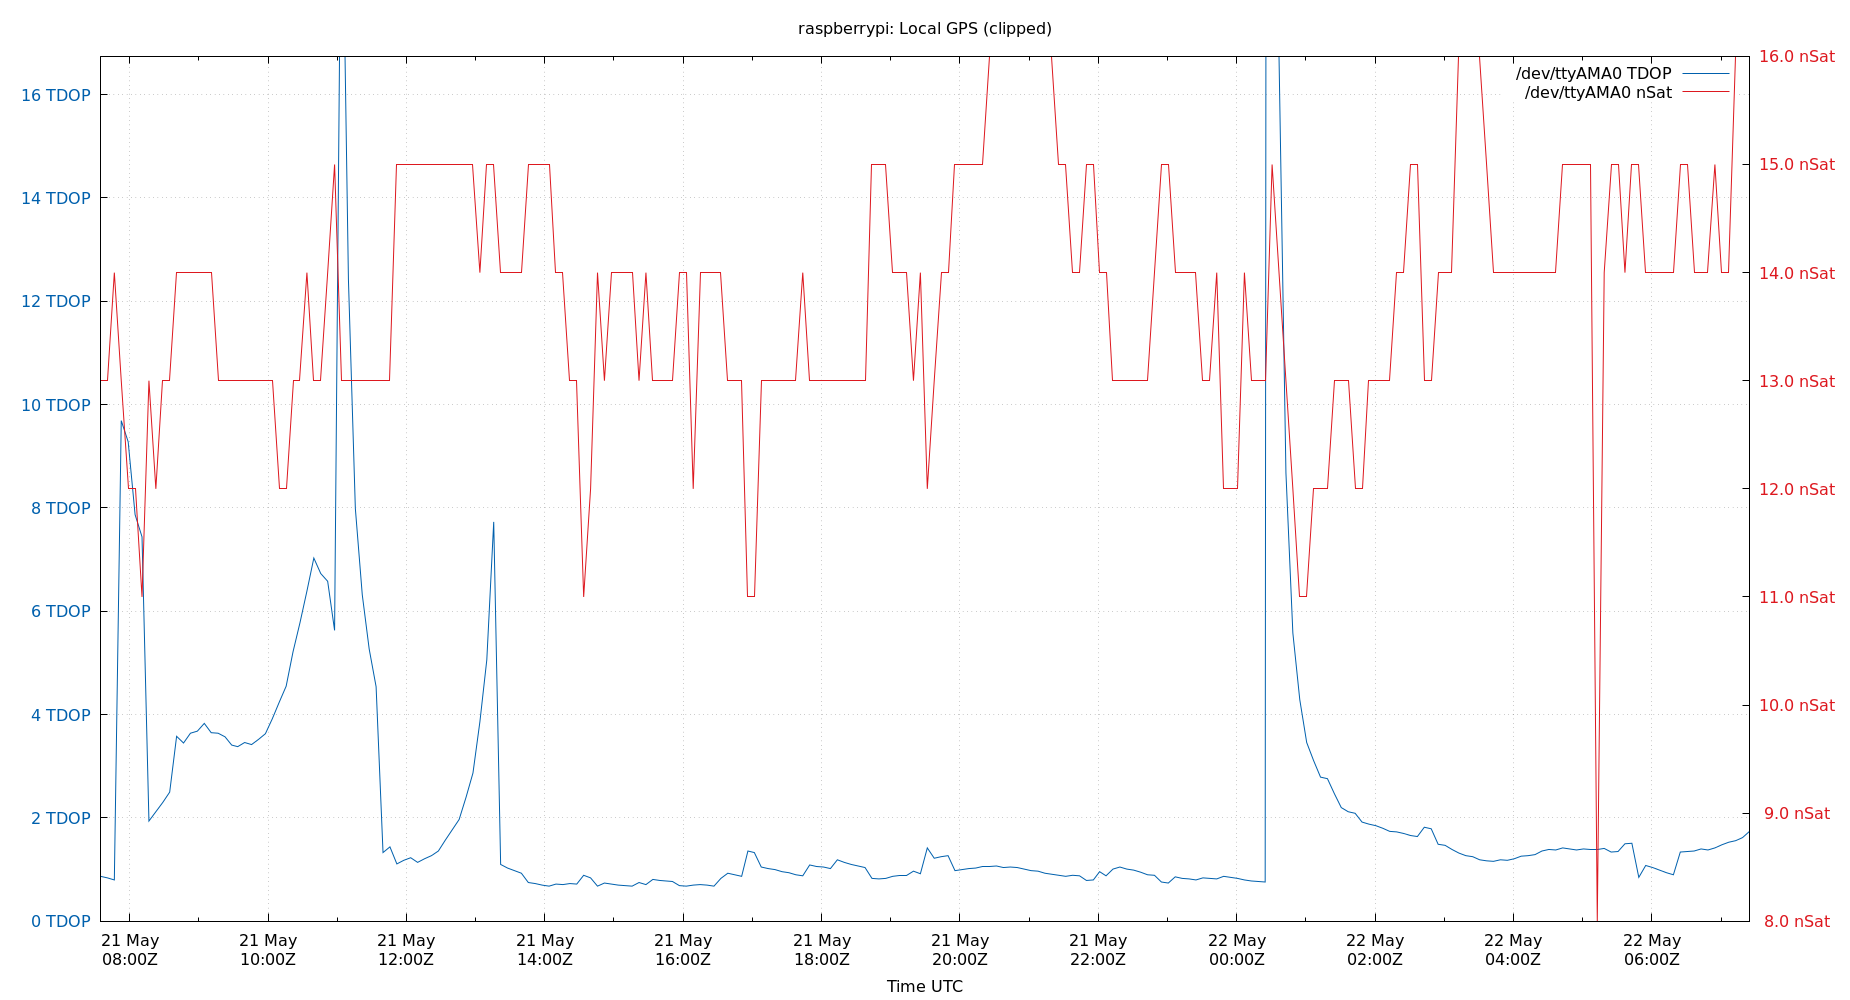 raspberrypi: Local GPS (clipped)
/dev/ttyAMA0 TDOP
/dev/ttyAMA0 nSat
16 TDOP
14 TDOP
12 TDOP
10 TDOP
8 TDOP
6 TDOP
4 TDOP
2 TDOP
0 TDOP
16.0 nSat
15.0 nSat
14.0 nSat
13.0 nSat
12.0 nSat
11.0 nSat
10.0 nSat
9.0 nSat
8.0 nSat
21 May
08:00Z
21 May
10:00Z
21 May
12:00Z
21 May
14:00Z
21 May
16:00Z
21 May
18:00Z
21 May
20:00Z
21 May
22:00Z
22 May
00:00Z
22 May
02:00Z
22 May
04:00Z
22 May
06:00Z
Time UTC